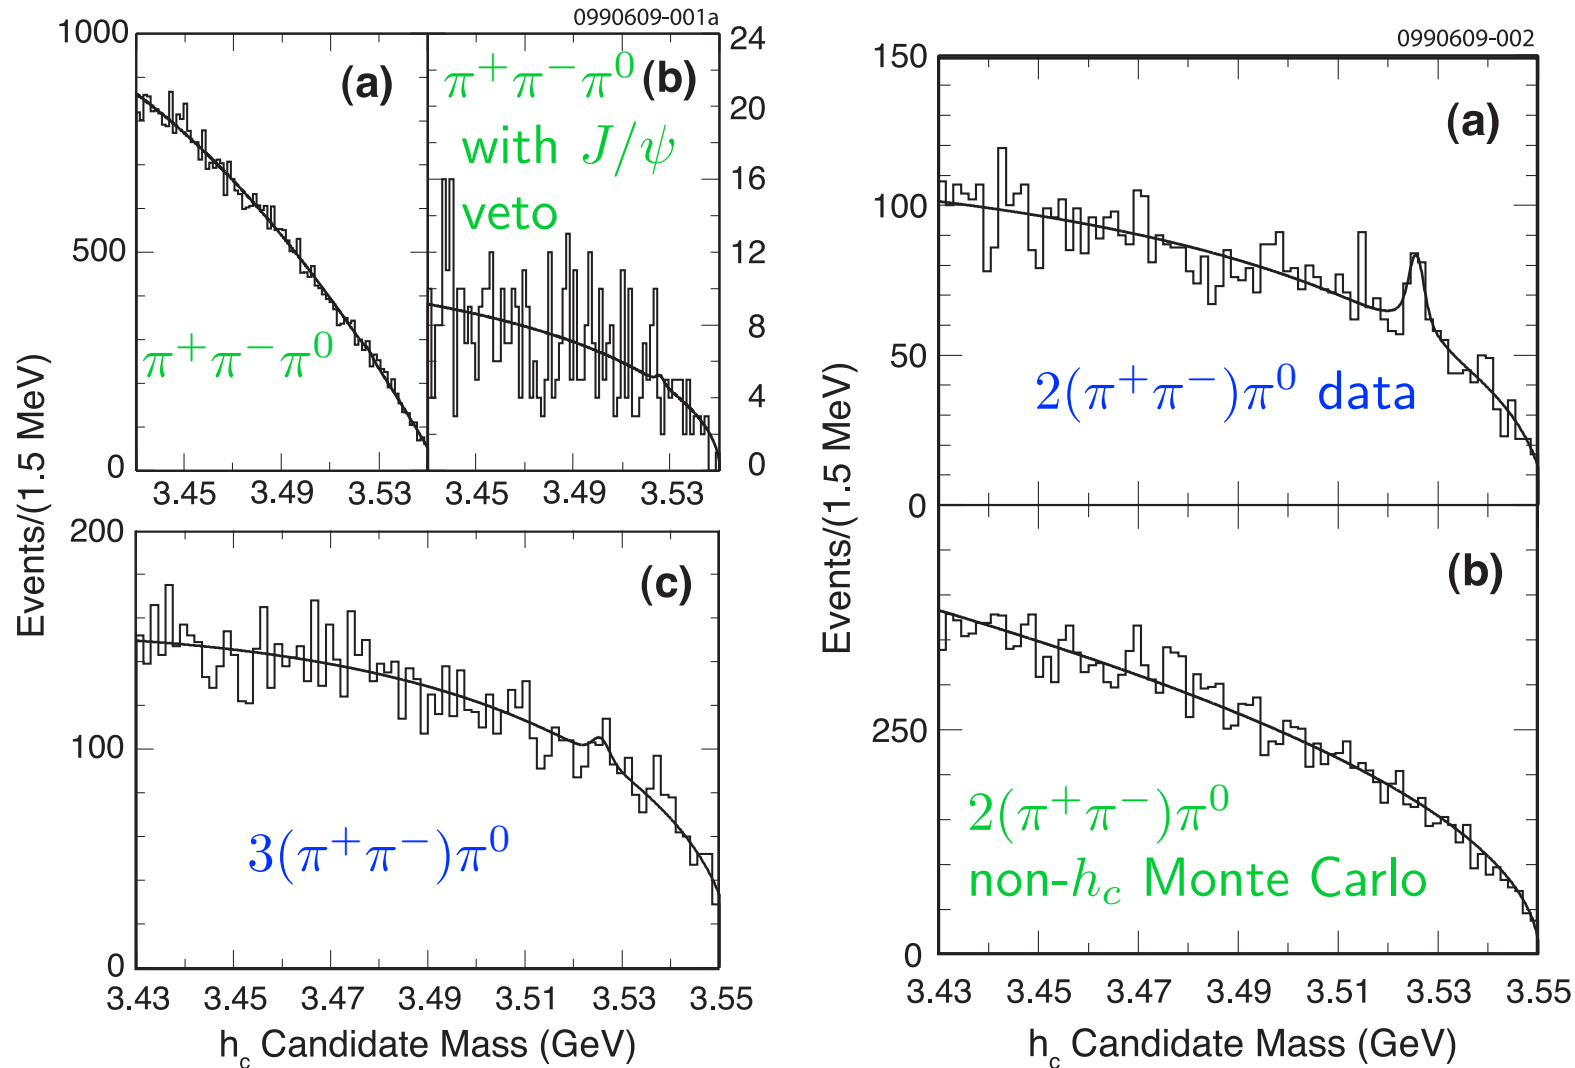 0990609-001a
1000
500
0
(a)
π⁺π⁻π⁰
3.45 3.49 3.53
π⁺π⁻π⁰ (b)
with J/ψ
veto
24
20
16
12
8
4
0
3.45 3.49 3.53
Events/(1.5 MeV)
200
100
0
(c)
3(π⁺π⁻)π⁰
3.43 3.45 3.47 3.49 3.51 3.53 3.55
h_c Candidate Mass (GeV)
0990609-002
150
100
50
0
(a)
2(π⁺π⁻)π⁰ data
Events/(1.5 MeV)
250
0
(b)
2(π⁺π⁻)π⁰
non-h_c Monte Carlo
3.43 3.45 3.47 3.49 3.51 3.53 3.55
h_c Candidate Mass (GeV)